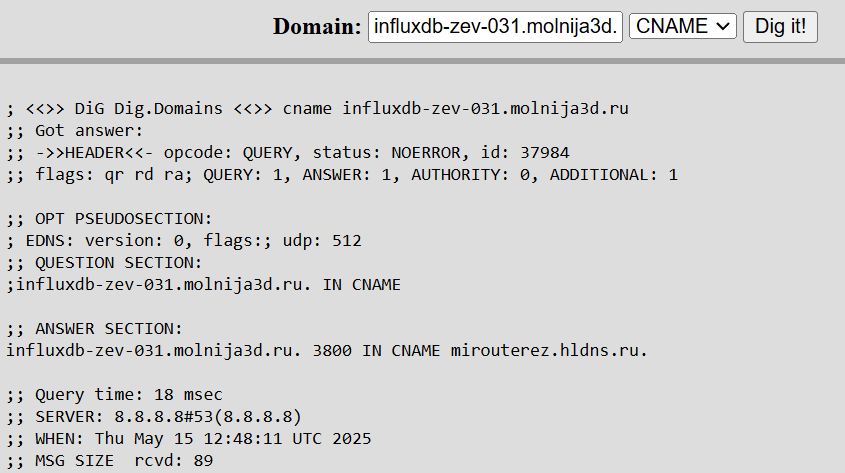 Domain: influxdb-zev-031.molnija3d. CNAME Dig it!
; <<>> DiG Dig.Domains <<>> cname influxdb-zev-031.molnija3d.ru
;; Got answer:
;; ->>HEADER<<- opcode: QUERY, status: NOERROR, id: 37984
;; flags: qr rd ra; QUERY: 1, ANSWER: 1, AUTHORITY: 0, ADDITIONAL: 1
;; OPT PSEUDOSECTION:
; EDNS: version: 0, flags:; udp: 512
;; QUESTION SECTION:
;influxdb-zev-031.molnija3d.ru. IN CNAME
;; ANSWER SECTION:
influxdb-zev-031.molnija3d.ru. 3800 IN CNAME mirouterez.hldns.ru.
;; Query time: 18 msec
;; SERVER: 8.8.8.8#53(8.8.8.8)
;; WHEN: Thu May 15 12:48:11 UTC 2025
;; MSG SIZE  rcvd: 89